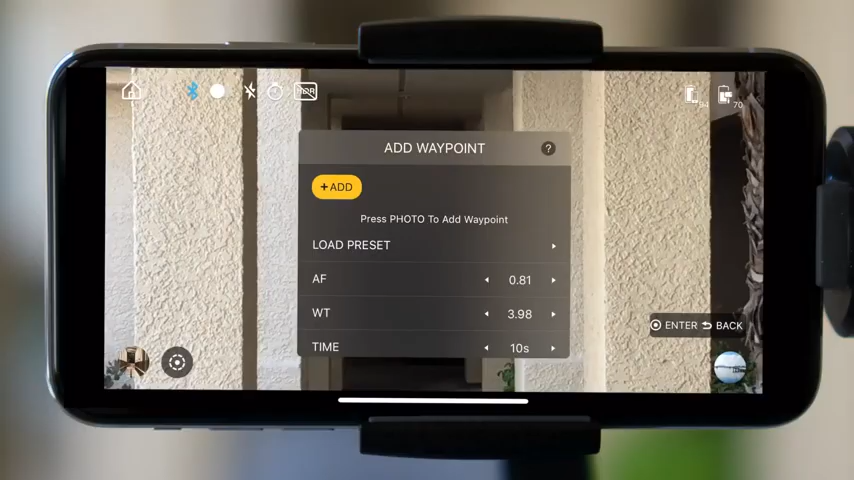 HDR
94
70
ADD WAYPOINT ?
+ADD
Press PHOTO To Add Waypoint
LOAD PRESET
AF 0.81
WT 3.98
TIME 10s
ENTER BACK